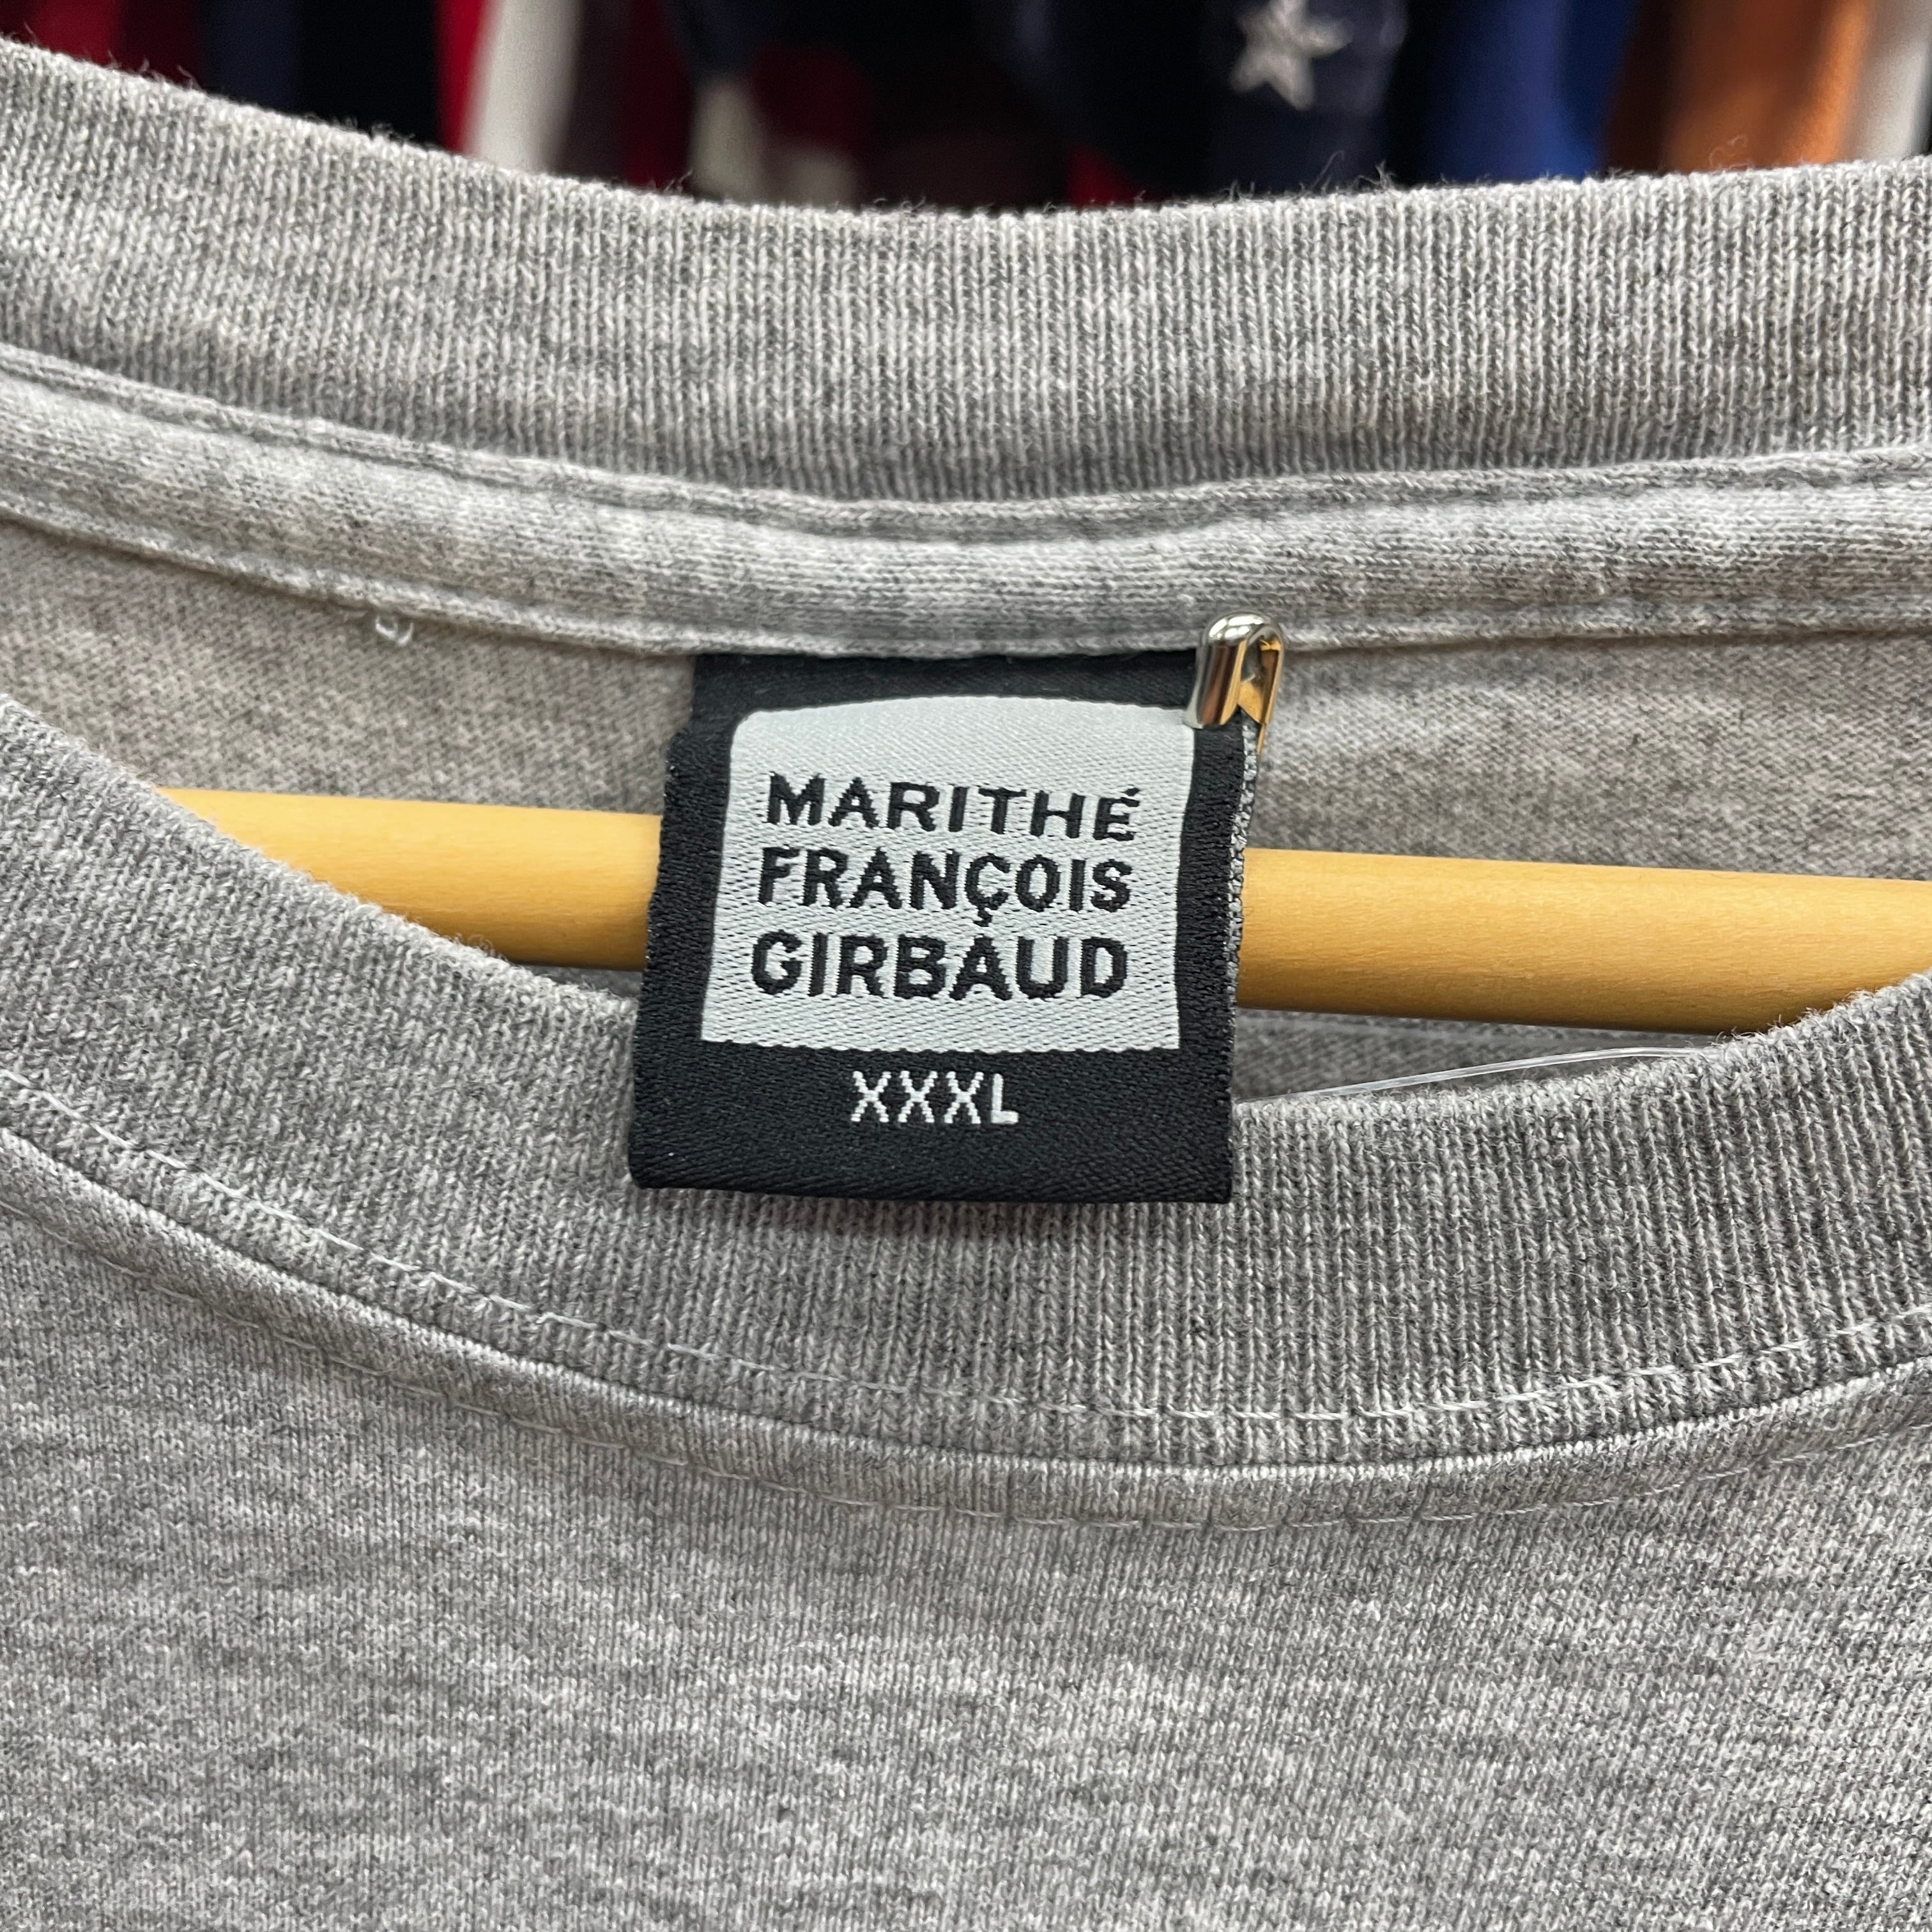 MARITHÉ
FRANÇOIS
GIRBAUD
XXXL